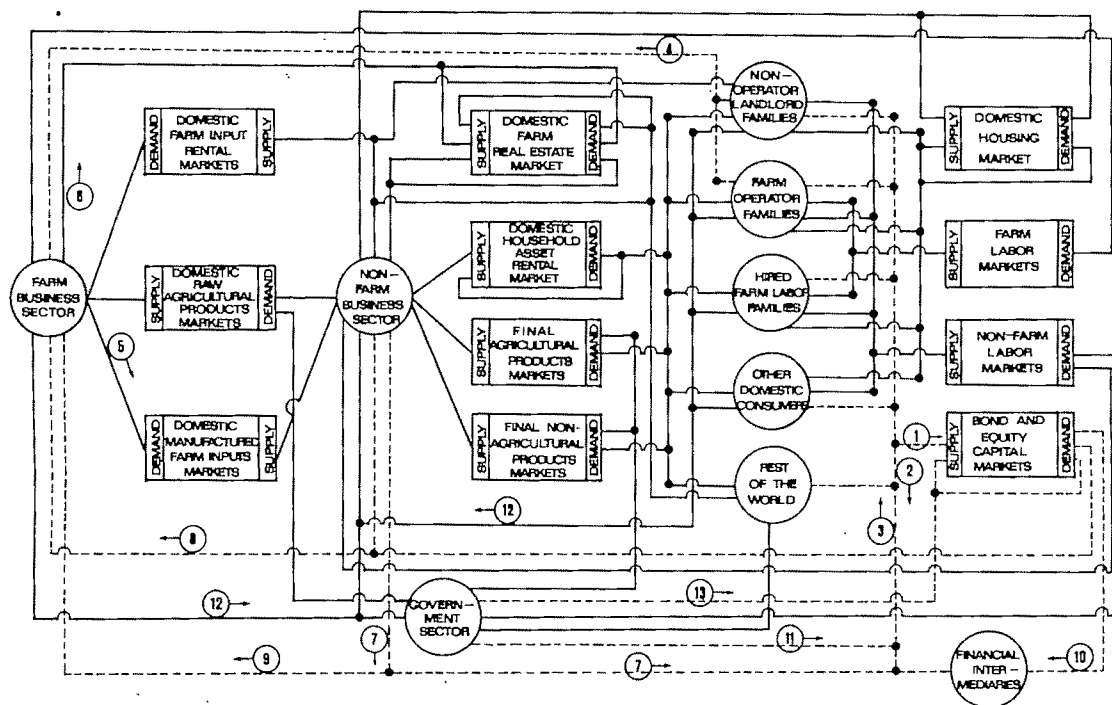 4
NON-
OPERATOR
LANDLORD
FAMILIES
DEMAND
DOMESTIC
FARM INPUT
RENTAL
MARKETS
SUPPLY
SUPPLY
DOMESTIC
FARM
REAL ESTATE
MARKET
DEMAND
SUPPLY
DOMESTIC
HOUSING
MARKET
DEMAND
6
FARM
OPERATOR
FAMILIES
SUPPLY
DOMESTIC
HOUSEHOLD
ASSET
RENTAL
MARKET
DEMAND
SUPPLY
FARM
LABOR
MARKETS
DEMAND
FARM
BUSINESS
SECTOR
SUPPLY
DOMESTIC
RAW
AGRICULTURAL
PRODUCTS
MARKETS
DEMAND
NON-
FARM
BUSINESS
SECTOR
HIRED
FARM LABOR
FAMILIES
5
SUPPLY
FINAL
AGRICULTURAL
PRODUCTS
MARKETS
DEMAND
OTHER
DOMESTIC
CONSUMERS
SUPPLY
NON-FARM
LABOR
MARKETS
DEMAND
DEMAND
DOMESTIC
MANUFACTURED
FARM INPUTS
MARKETS
SUPPLY
SUPPLY
FINAL NON-
AGRICULTURAL
PRODUCTS
MARKETS
DEMAND
REST
OF THE
WORLD
1
SUPPLY
BOND AND
EQUITY
CAPITAL
MARKETS
DEMAND
2
12
3
8
12
GOVERN-
MENT
SECTOR
13
7
11
9
7
FINANCIAL
INTER-
MEDIARIES
10